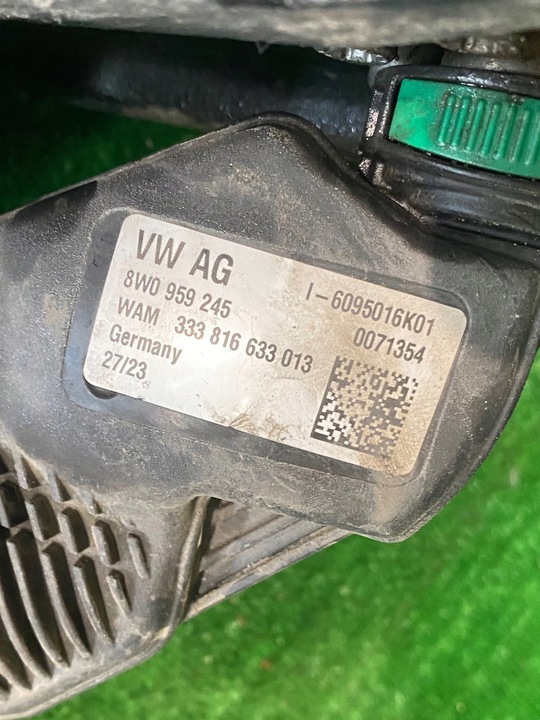 VW AG
8W0 959 245 I-6095016K01
WAM 333 816 633 013 0071354
Germany
27/23